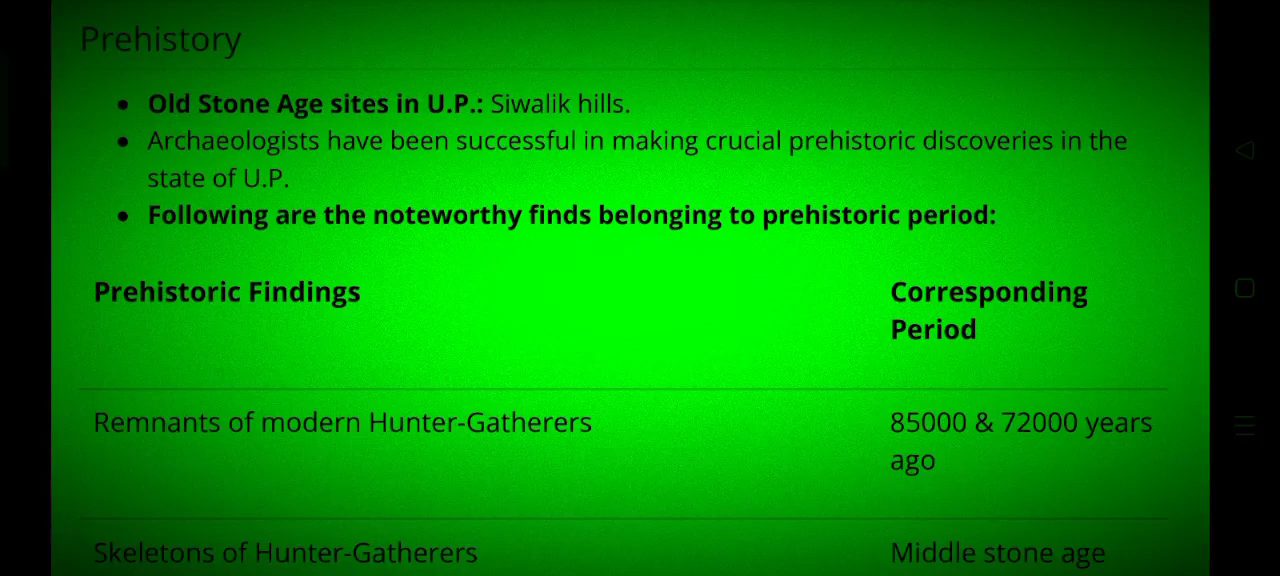 Prehistory
• Old Stone Age sites in U.P.: Siwalik hills.
• Archaeologists have been successful in making crucial prehistoric discoveries in the
state of U.P.
• Following are the noteworthy finds belonging to prehistoric period:
Prehistoric Findings
Corresponding
Period
Remnants of modern Hunter-Gatherers
85000 & 72000 years
ago
Skeletons of Hunter-Gatherers
Middle stone age